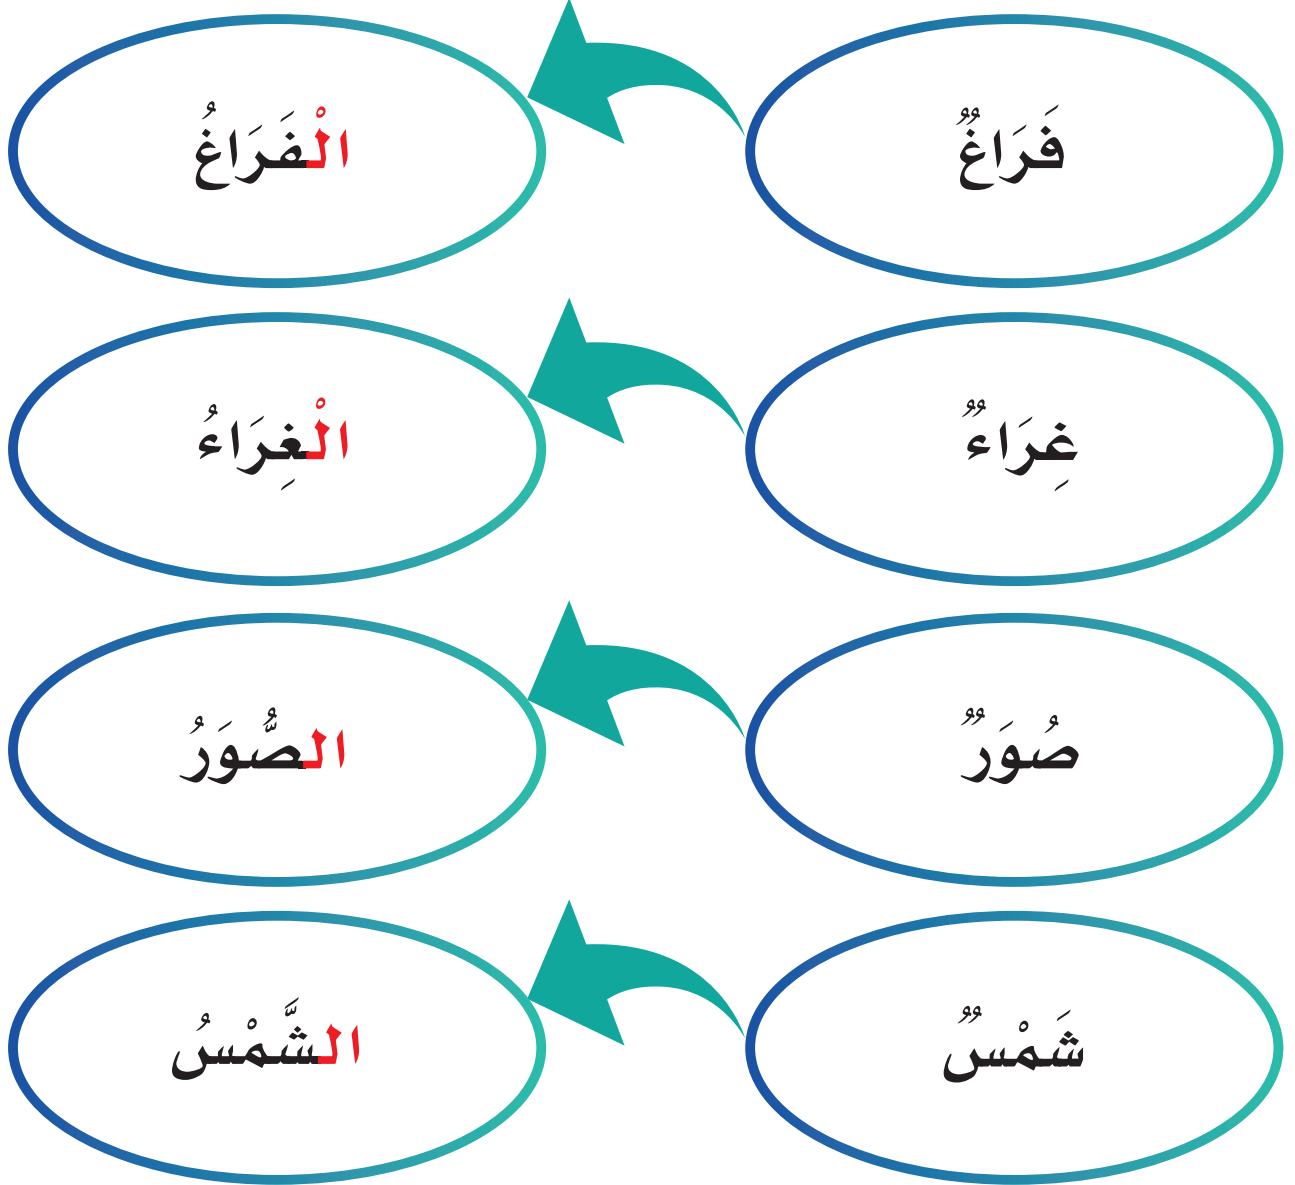 فَرَاغٌ
الْفَرَاغُ
غِرَاءٌ
الْغِرَاءُ
صُوَرٌ
الصُّوَرُ
شَمْسٌ
الشَّمْسُ